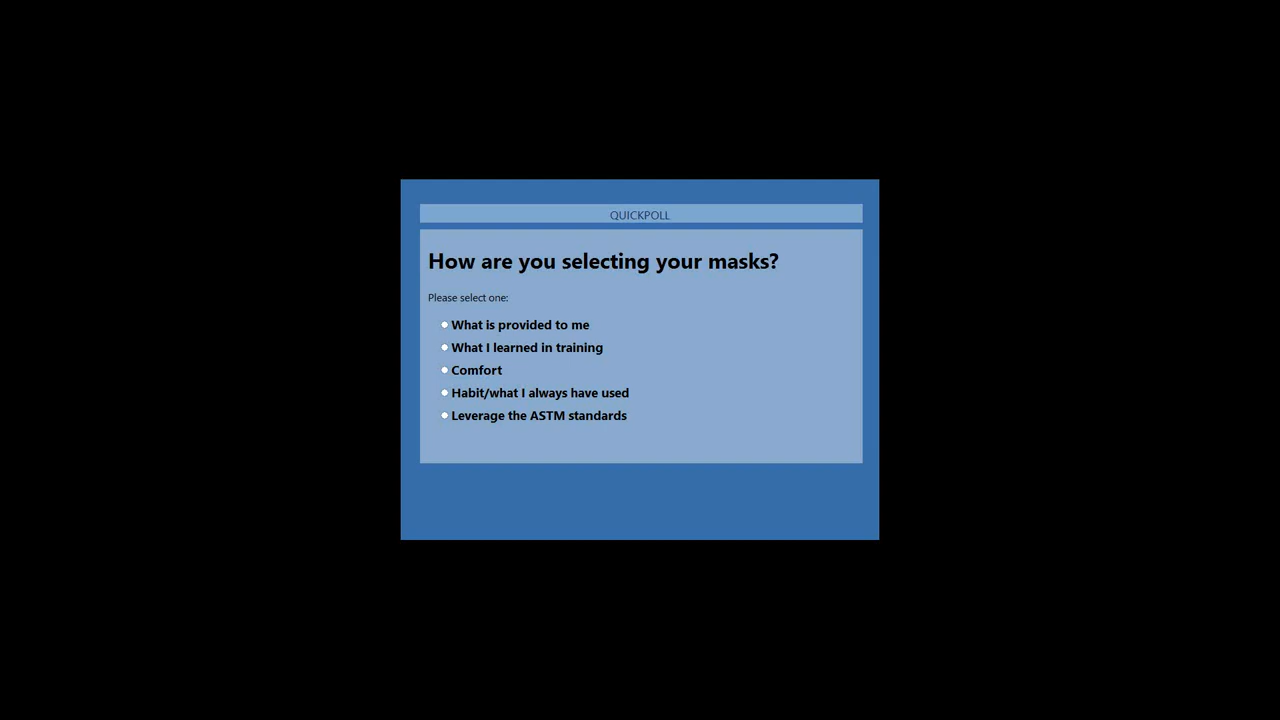 QUICKPOLL
How are you selecting your masks?
Please select one:
What is provided to me
What I learned in training
Comfort
Habit/what I always have used
Leverage the ASTM standards